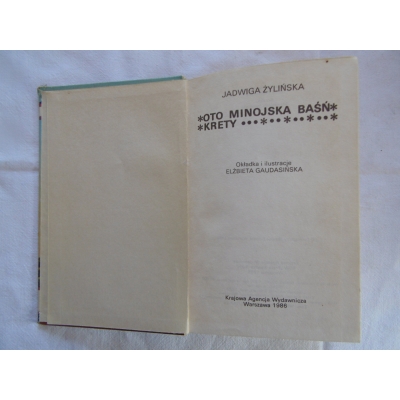 JADWIGA ŻYLIŃSKA
*OTO MINOJSKA BAŚŃ*
*KRETY •••*••*••*••*
Okładka i ilustracje
ELŻBIETA GAUDASIŃSKA
Krajowa Agencja Wydawnicza
Warszawa 1986